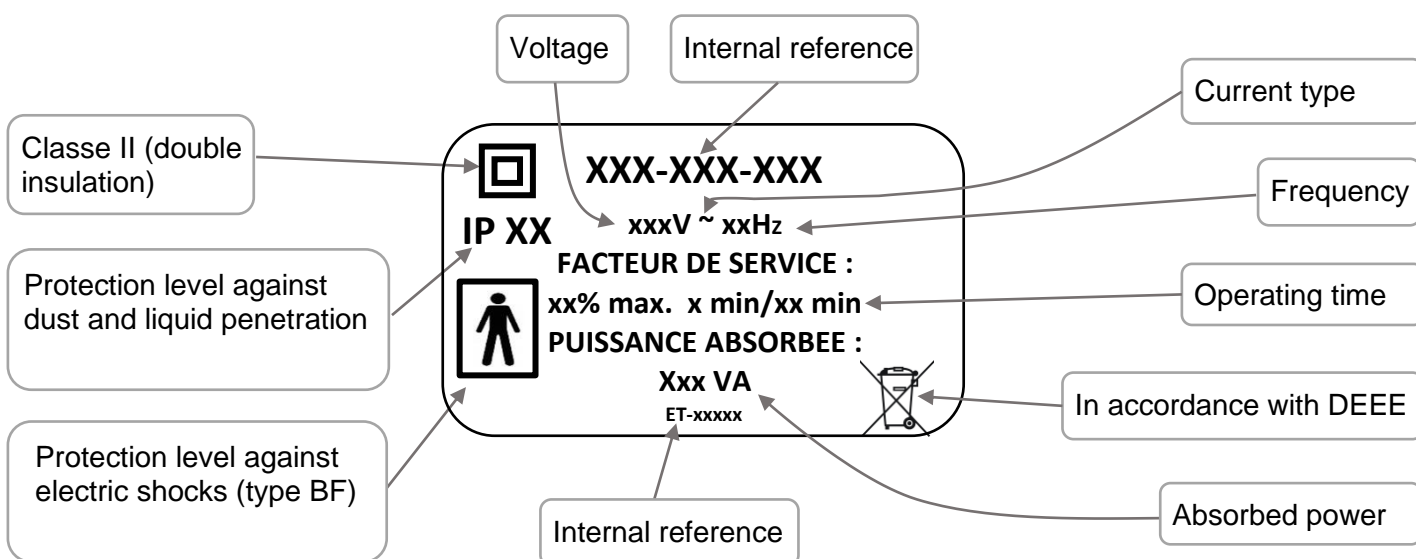 Voltage
Internal reference
Current type
Classe II (double
insulation)
Frequency
Protection level against
dust and liquid penetration
Operating time
Protection level against
electric shocks (type BF)
In accordance with DEEE
Internal reference
Absorbed power
XXX-XXX-XXX
IP XX
xxxV ~ xxHz
FACTEUR DE SERVICE :
xx% max. x min/xx min
PUISSANCE ABSORBEE :
Xxx VA
ET-xxxxx